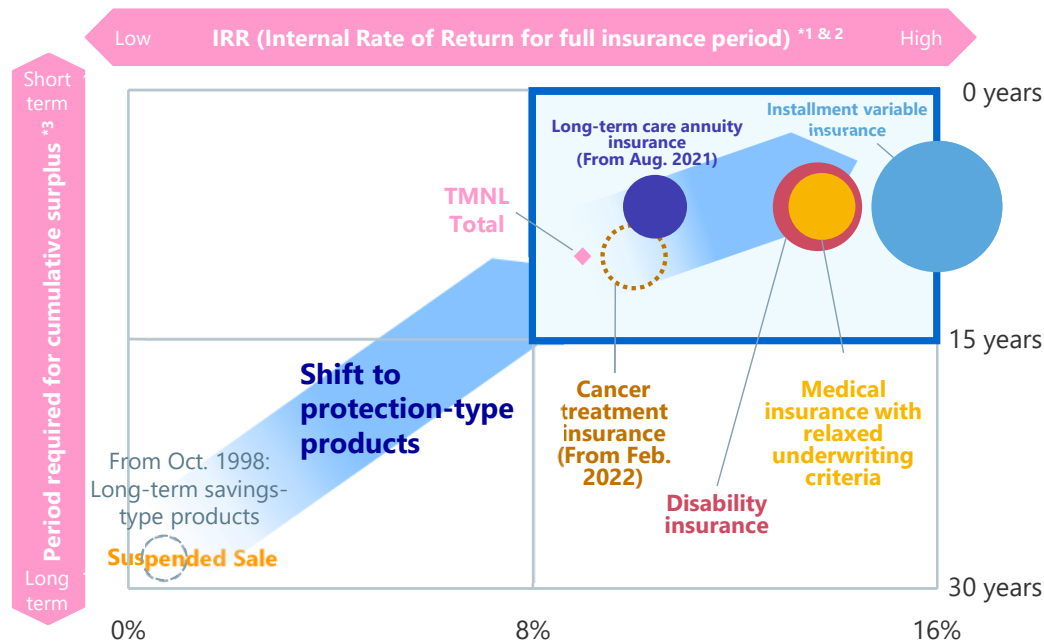 Low
IRR (Internal Rate of Return for full insurance period) *1 & 2
High
Short
term
Period required for cumulative surplus *3
Long
term
0 years
15 years
30 years
Installment variable
insurance
Long-term care annuity
insurance
(From Aug. 2021)
TMNL
Total
Shift to
protection-type
products
Cancer
treatment
insurance
(From Feb.
2022)
Medical
insurance with
relaxed
underwriting
criteria
Disability
insurance
From Oct. 1998:
Long-term savings-
type products
Suspended Sale
0%
8%
16%